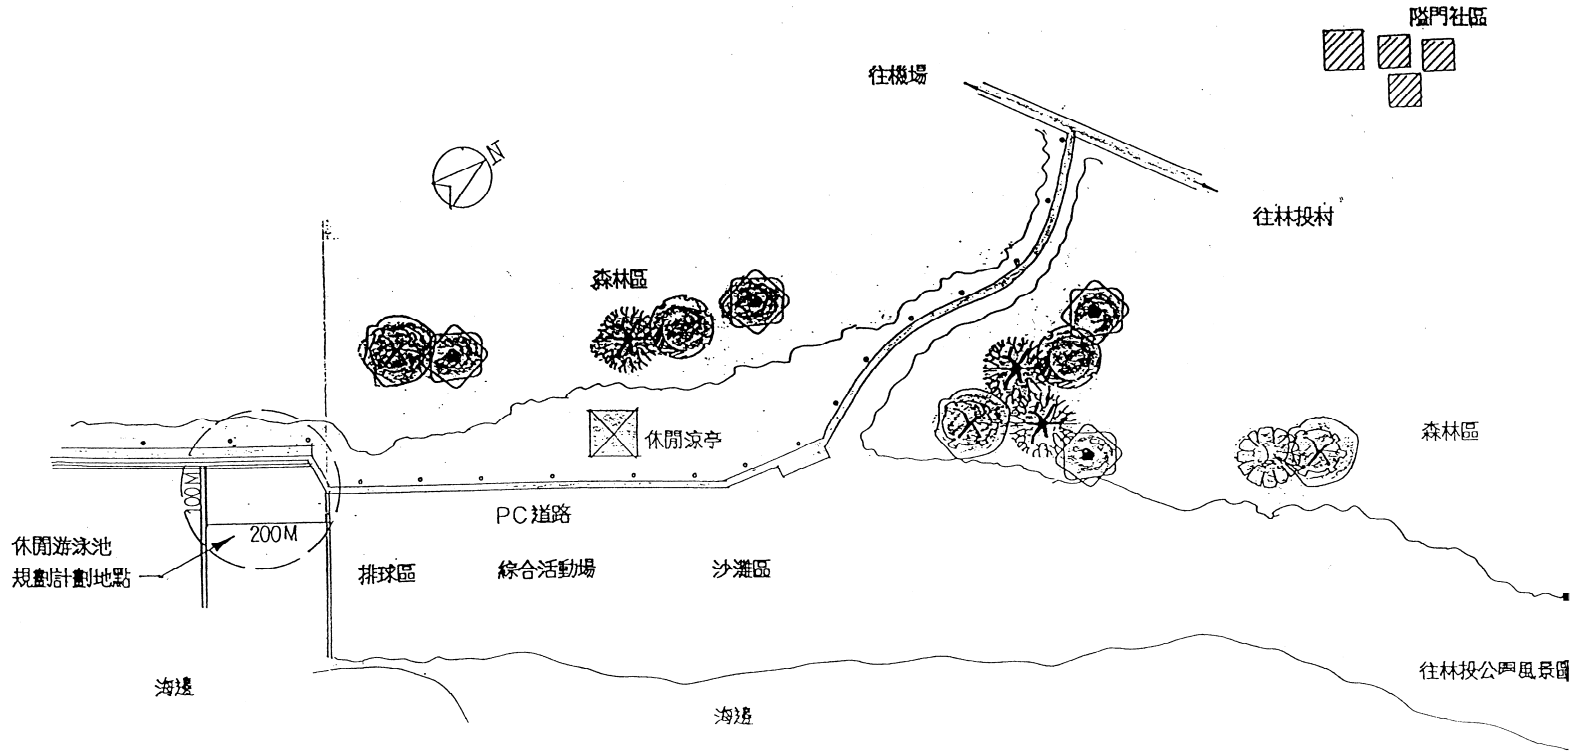 隘門社區
往機場
N
往林投村
森林區
休閒涼亭
森林區
100M
200M
PC道路
休閒游泳池
規劃計劃地點
排球區
綜合活動場
沙灘區
往林投公園風景區
海邊
海邊